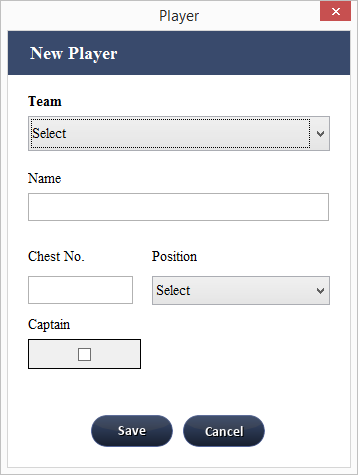 Player
New Player
Team
Select
Name
Chest No. Position
Select
Captain
Save Cancel